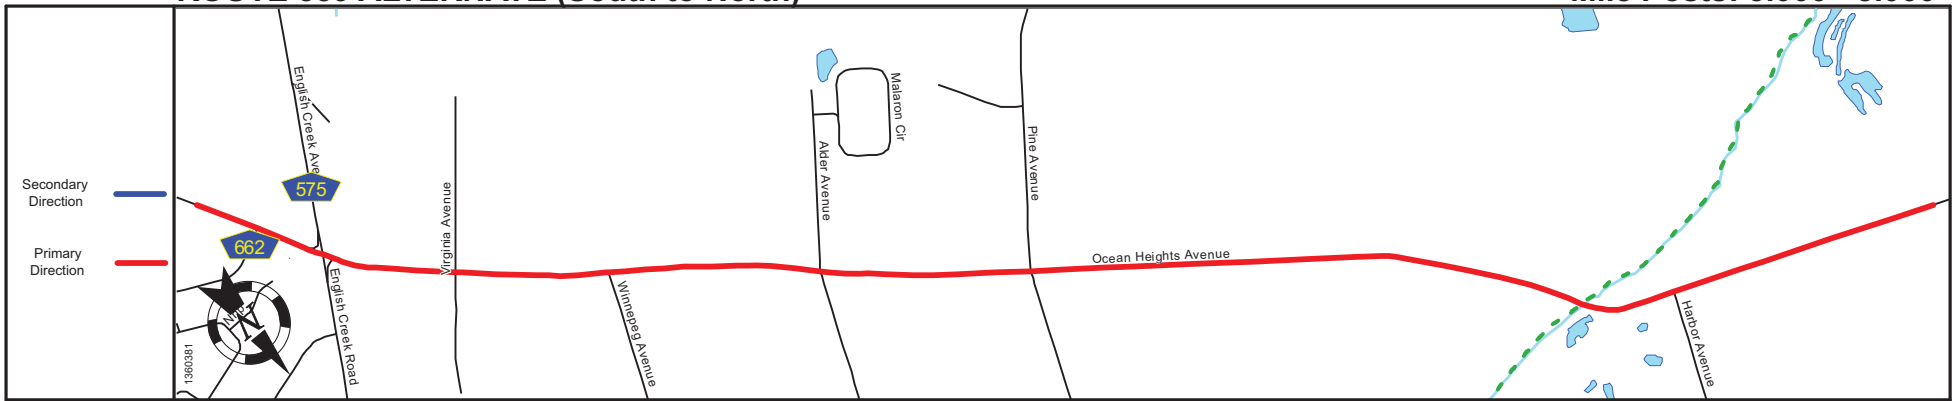 Secondary
Direction
Primary
Direction
English Creek Ave
575
662
Virginia Avenue
English Creek Road
1360381
N
Winnepeg Avenue
Alder Avenue
Malaron Cir
Pine Avenue
Ocean Heights Avenue
Harbor Avenue